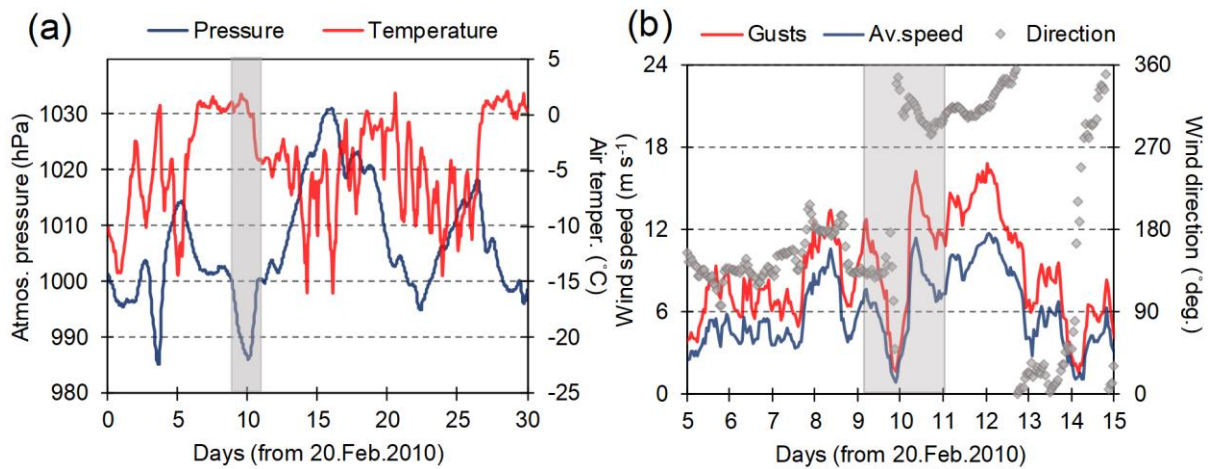 (a)
Pressure Temperature
1030
1020
1010
1000
990
980
Atmos. pressure (hPa)
5
0
-5
-10
-15
-20
-25
Air temper. (°C)
0 5 10 15 20 25 30
Days (from 20.Feb.2010)
(b)
Gusts Av.speed Direction
24
18
12
6
0
Wind speed (m s⁻¹)
360
270
180
90
0
Wind direction (°deg.)
5 6 7 8 9 10 11 12 13 14 15
Days (from 20.Feb.2010)